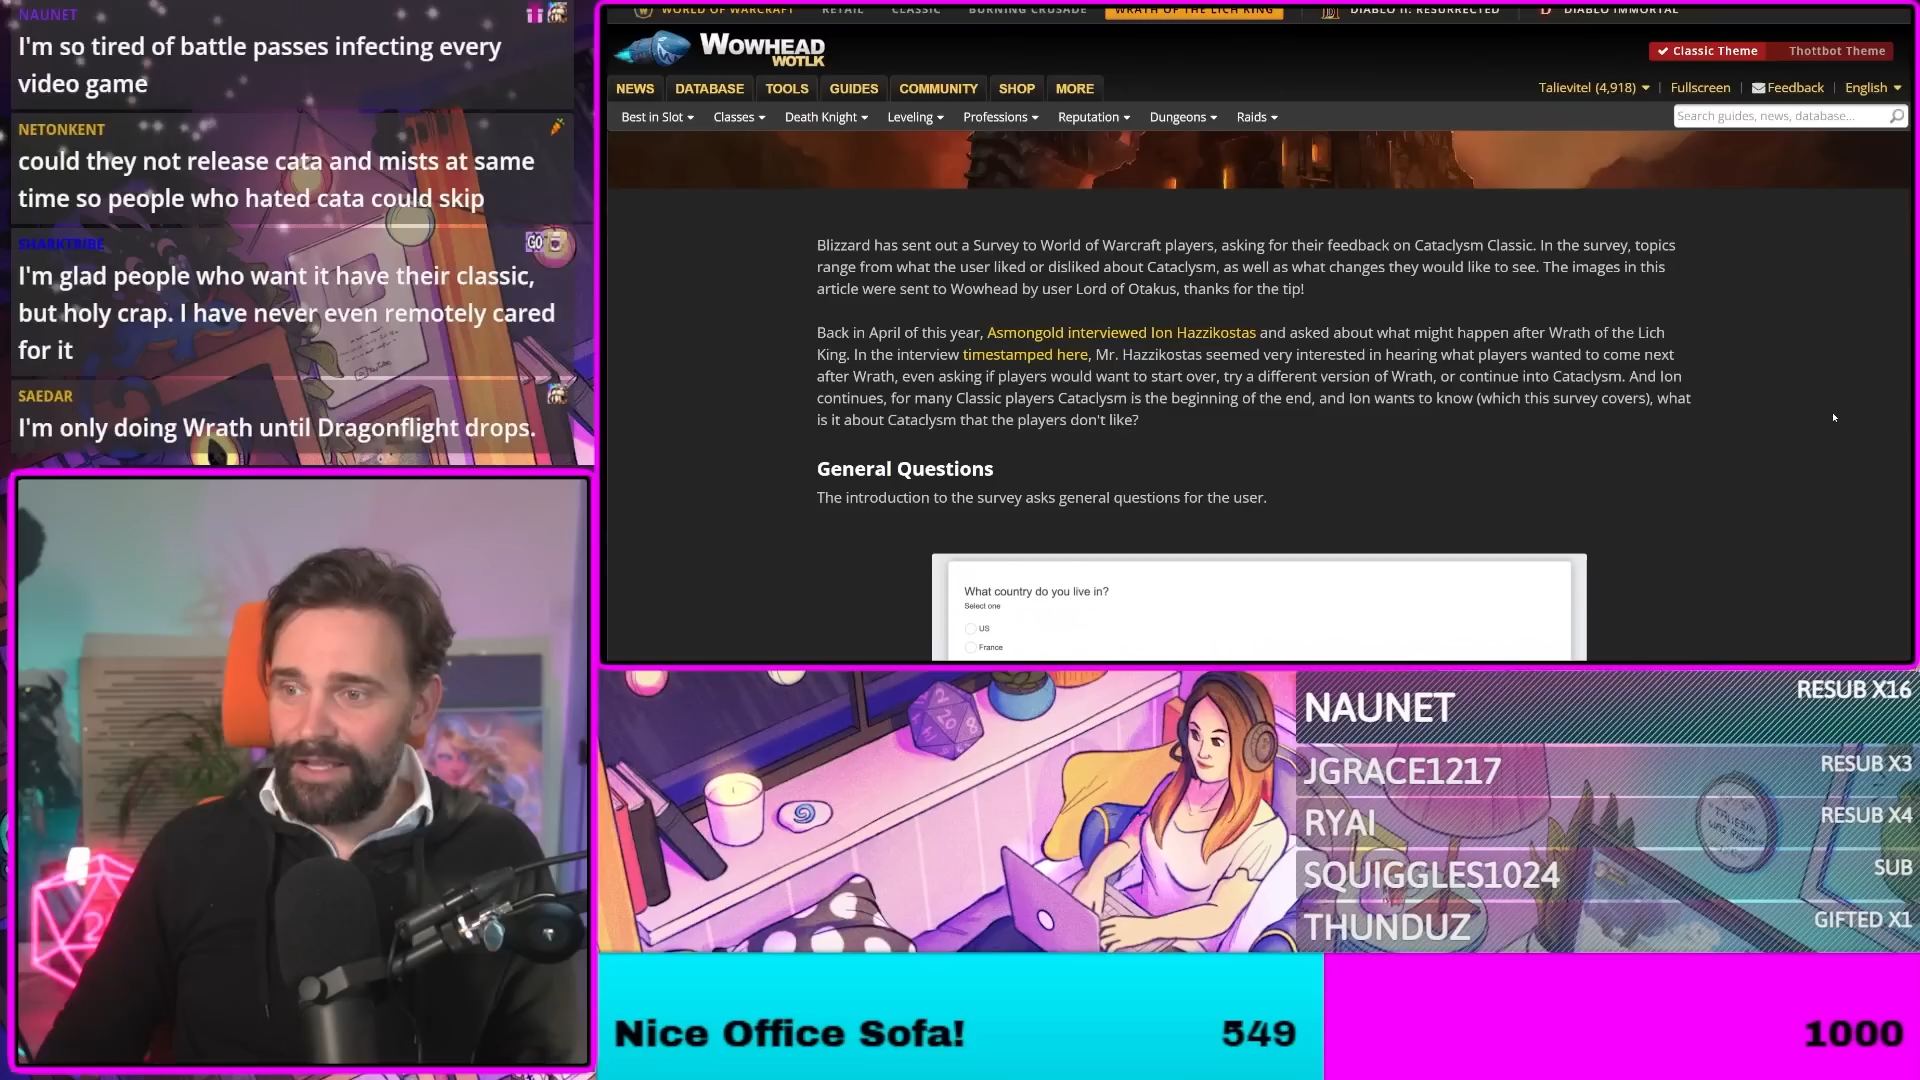 NAUNET
I'm so tired of battle passes infecting every
video game
NETONKENT
could they not release cata and mists at same
time so people who hated cata could skip
SHARKTRIBE
GO
I'm glad people who want it have their classic,
but holy crap. I have never even remotely cared
for it
SAEDAR
I'm only doing Wrath until Dragonflight drops.
WORLD OF WARCRAFT RETAIL CLASSIC BURNING CRUSADE WRATH OF THE LICH KING DIABLO II: RESURRECTED DIABLO IMMORTAL
WOWHEAD
WOTLK
Classic Theme Thottbot Theme
NEWS DATABASE TOOLS GUIDES COMMUNITY SHOP MORE
Talievitel (4,918) | Fullscreen | Feedback | English
Best in Slot Classes Death Knight Leveling Professions Reputation Dungeons Raids
Search guides, news, database...
Blizzard has sent out a Survey to World of Warcraft players, asking for their feedback on Cataclysm Classic. In the survey, topics
range from what the user liked or disliked about Cataclysm, as well as what changes they would like to see. The images in this
article were sent to Wowhead by user Lord of Otakus, thanks for the tip!
Back in April of this year, Asmongold interviewed Ion Hazzikostas and asked about what might happen after Wrath of the Lich
King. In the interview timestamped here, Mr. Hazzikostas seemed very interested in hearing what players wanted to come next
after Wrath, even asking if players would want to start over, try a different version of Wrath, or continue into Cataclysm. And Ion
continues, for many Classic players Cataclysm is the beginning of the end, and Ion wants to know (which this survey covers), what
is it about Cataclysm that the players don't like?
General Questions
The introduction to the survey asks general questions for the user.
What country do you live in?
Select one
US
France
NAUNET RESUB X16
JGRACE1217 RESUB X3
RYAI RESUB X4
SQUIGGLES1024 SUB
THUNDUZ GIFTED X1
Nice Office Sofa! 549 1000